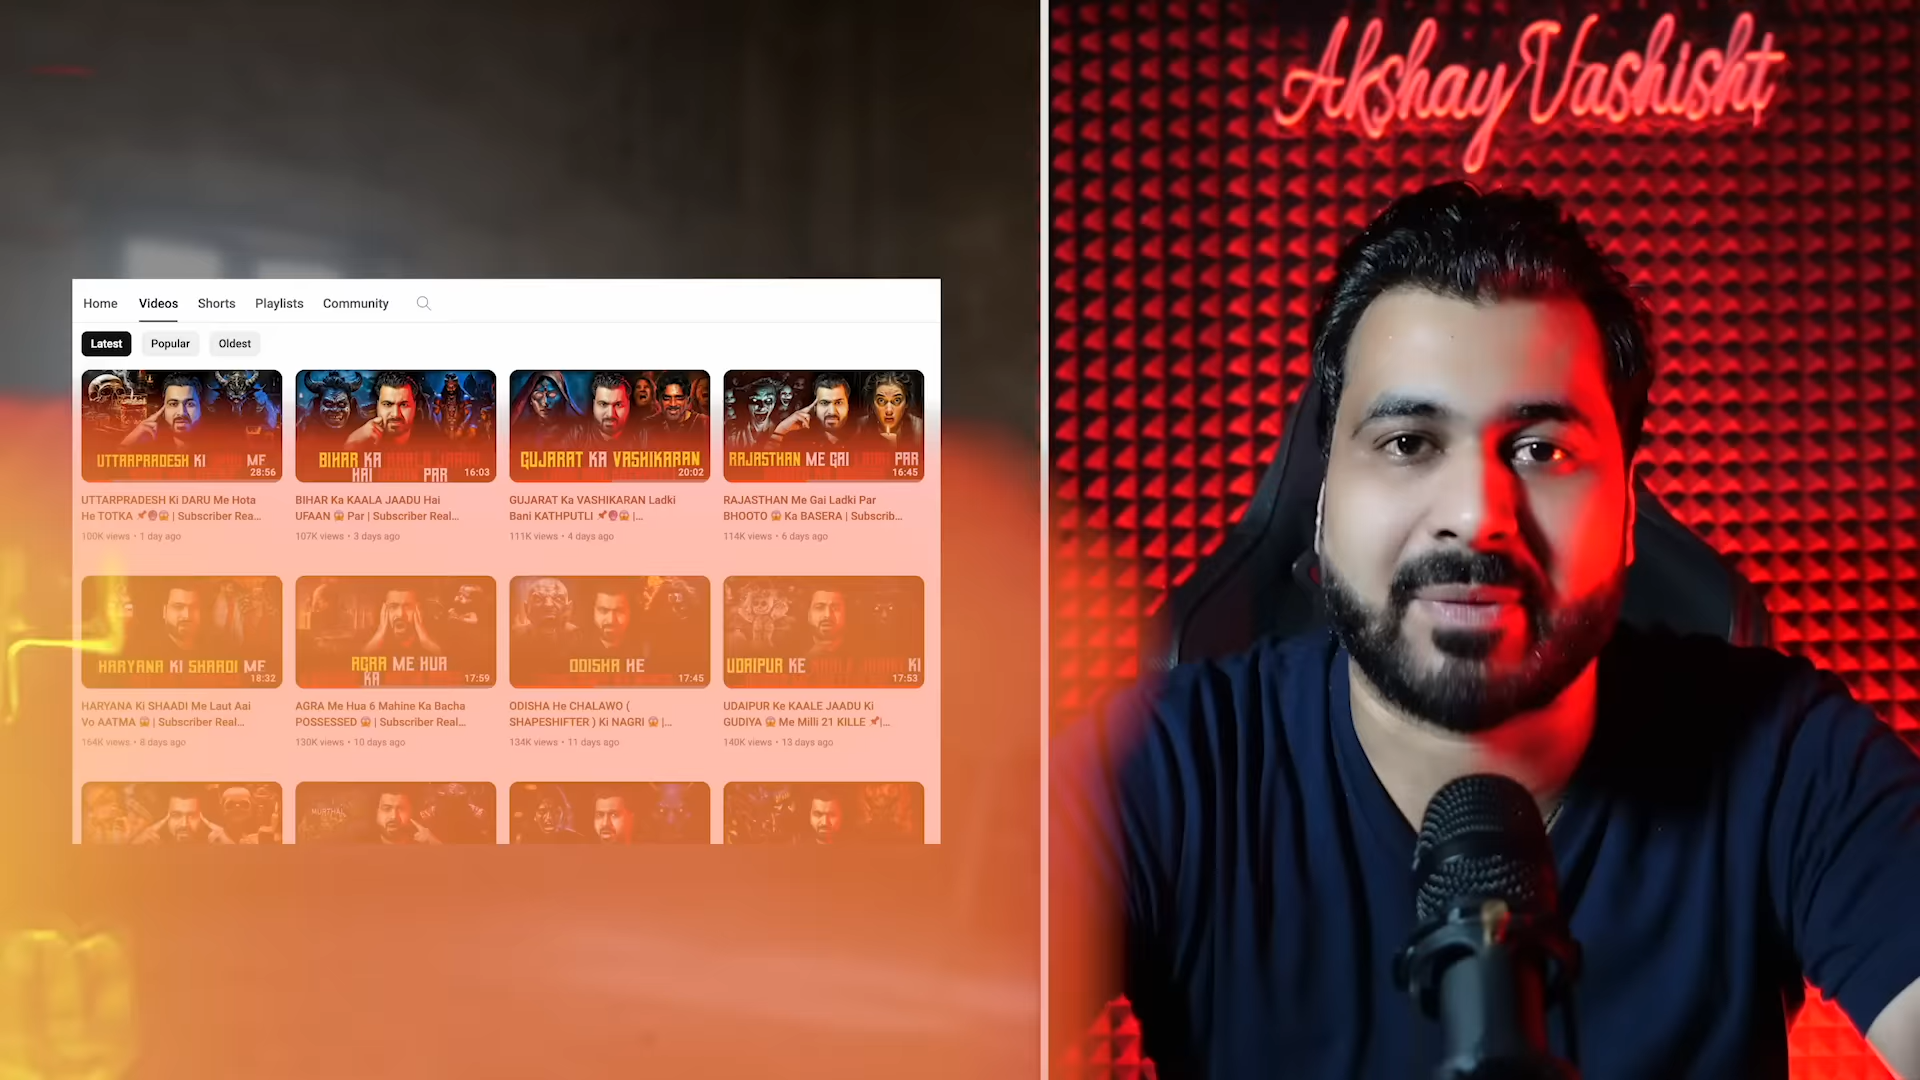 Akshay Vashisht
Home Videos Shorts Playlists Community
Latest Popular Oldest
UTTARPRADESH KI ME
28:56
BIHAR KA
HAI PAR
16:03
GUJARAT KA VASHIKARAN
20:02
RAJASTHAN ME GAI PAR
16:45
UTTARPRADESH Ki DARU Me Hota
He TOTKA 📌🔮😱 | Subscriber Rea...
100K views • 1 day ago
BIHAR Ka KAALA JAADU Hai
UFAAN 😱 Par | Subscriber Real...
107K views • 3 days ago
GUJARAT Ka VASHIKARAN Ladki
Bani KATHPUTLI 📌🔮😱 |...
111K views • 4 days ago
RAJASTHAN Me Gai Ladki Par
BHOOTO 😱 Ka BASERA | Subscrib...
114K views • 6 days ago
HARYANA KI SHAADI ME
18:32
AGRA ME HUA
KA
17:59
ODISHA HE
17:45
UDAIPUR KE KI
17:53
HARYANA Ki SHAADI Me Laut Aai
Vo AATMA 😱 | Subscriber Real...
164K views • 8 days ago
AGRA Me Hua 6 Mahine Ka Bacha
POSSESSED 😱 | Subscriber Real...
130K views • 10 days ago
ODISHA He CHALAWO (
SHAPESHIFTER ) Ki NAGRI 😱 |...
134K views • 11 days ago
UDAIPUR Ke KAALE JAADU Ki
GUDIYA 😱 Me Milli 21 KILLE 📌|...
140K views • 13 days ago
MURTHAL